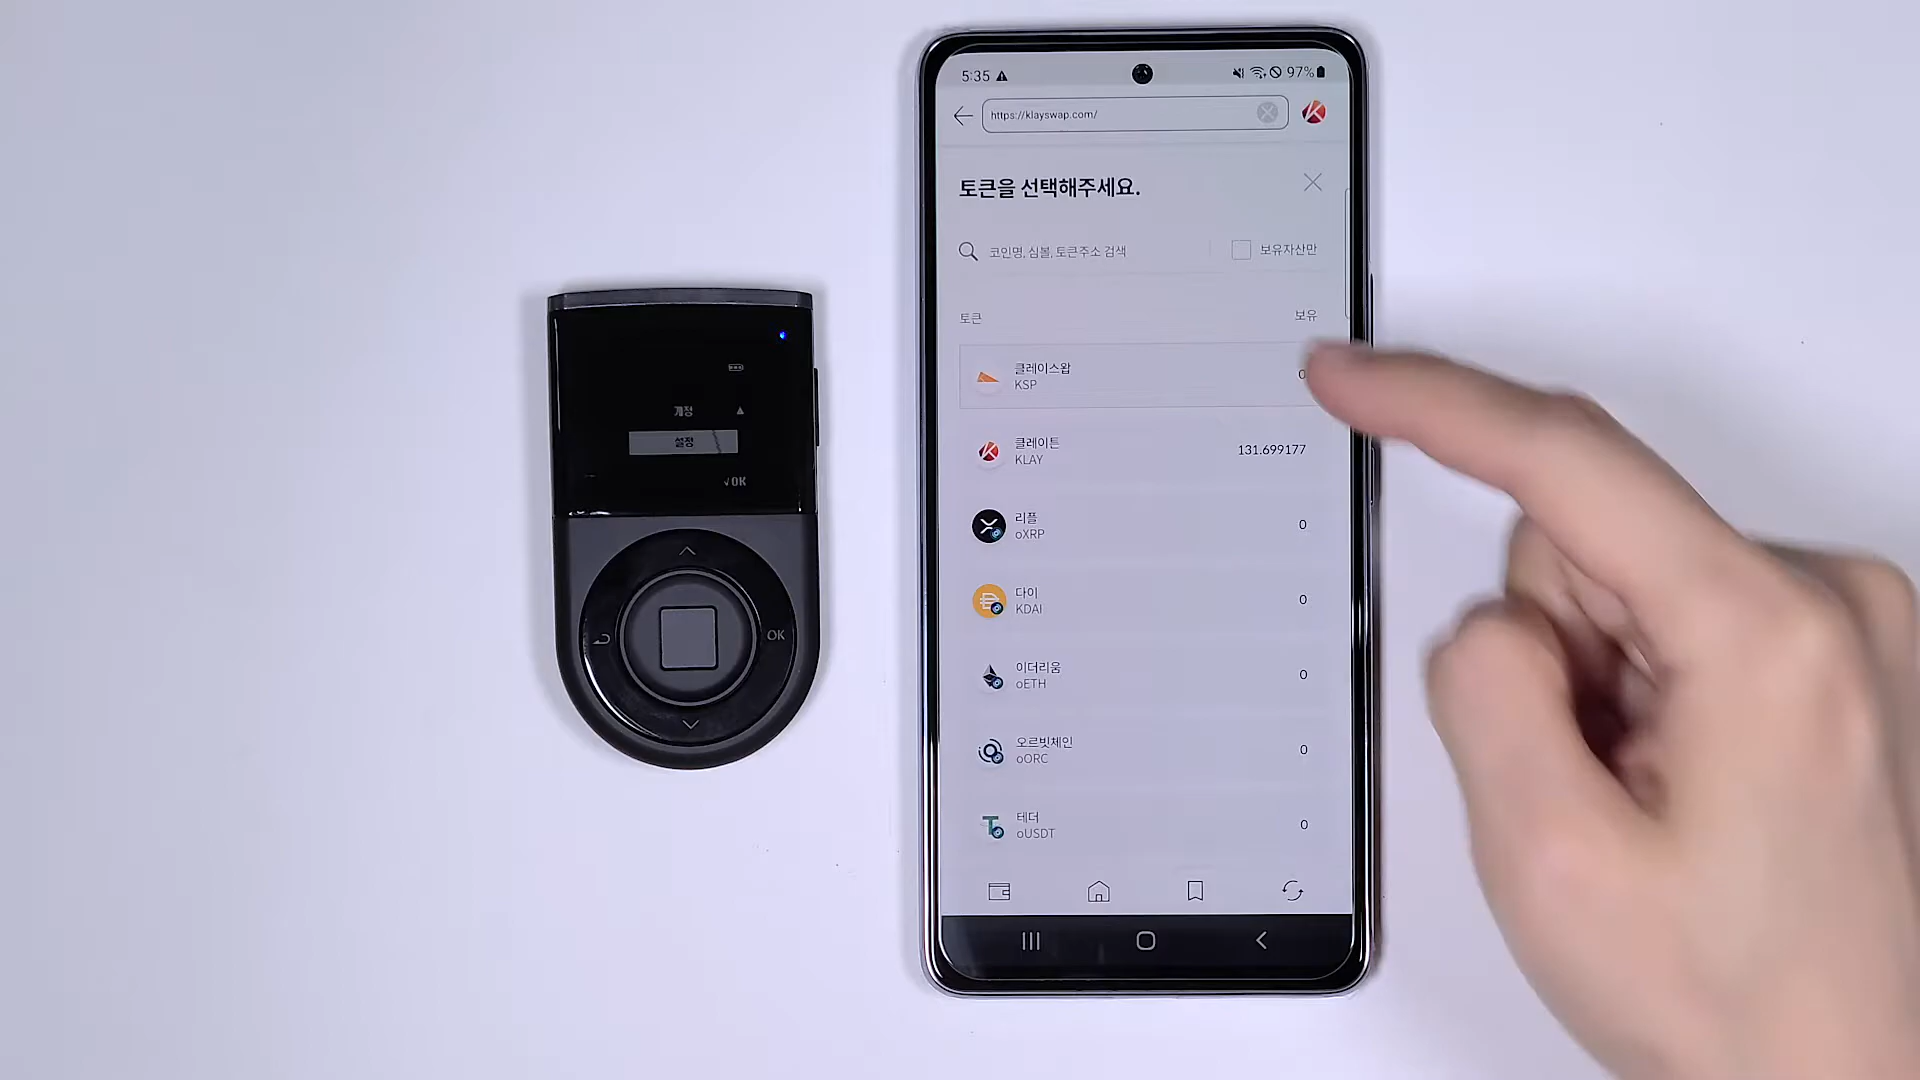 계정
설정
√OK
OK
5:35
97%
https://klayswap.com/
토큰을 선택해주세요.
코인명, 심볼, 토큰주소 검색
보유자산만
토큰
보유
클레이스왑
KSP
0
클레이튼
KLAY
131.699177
리플
oXRP
0
다이
KDAI
0
이더리움
oETH
0
오르빗체인
oORC
0
테더
oUSDT
0